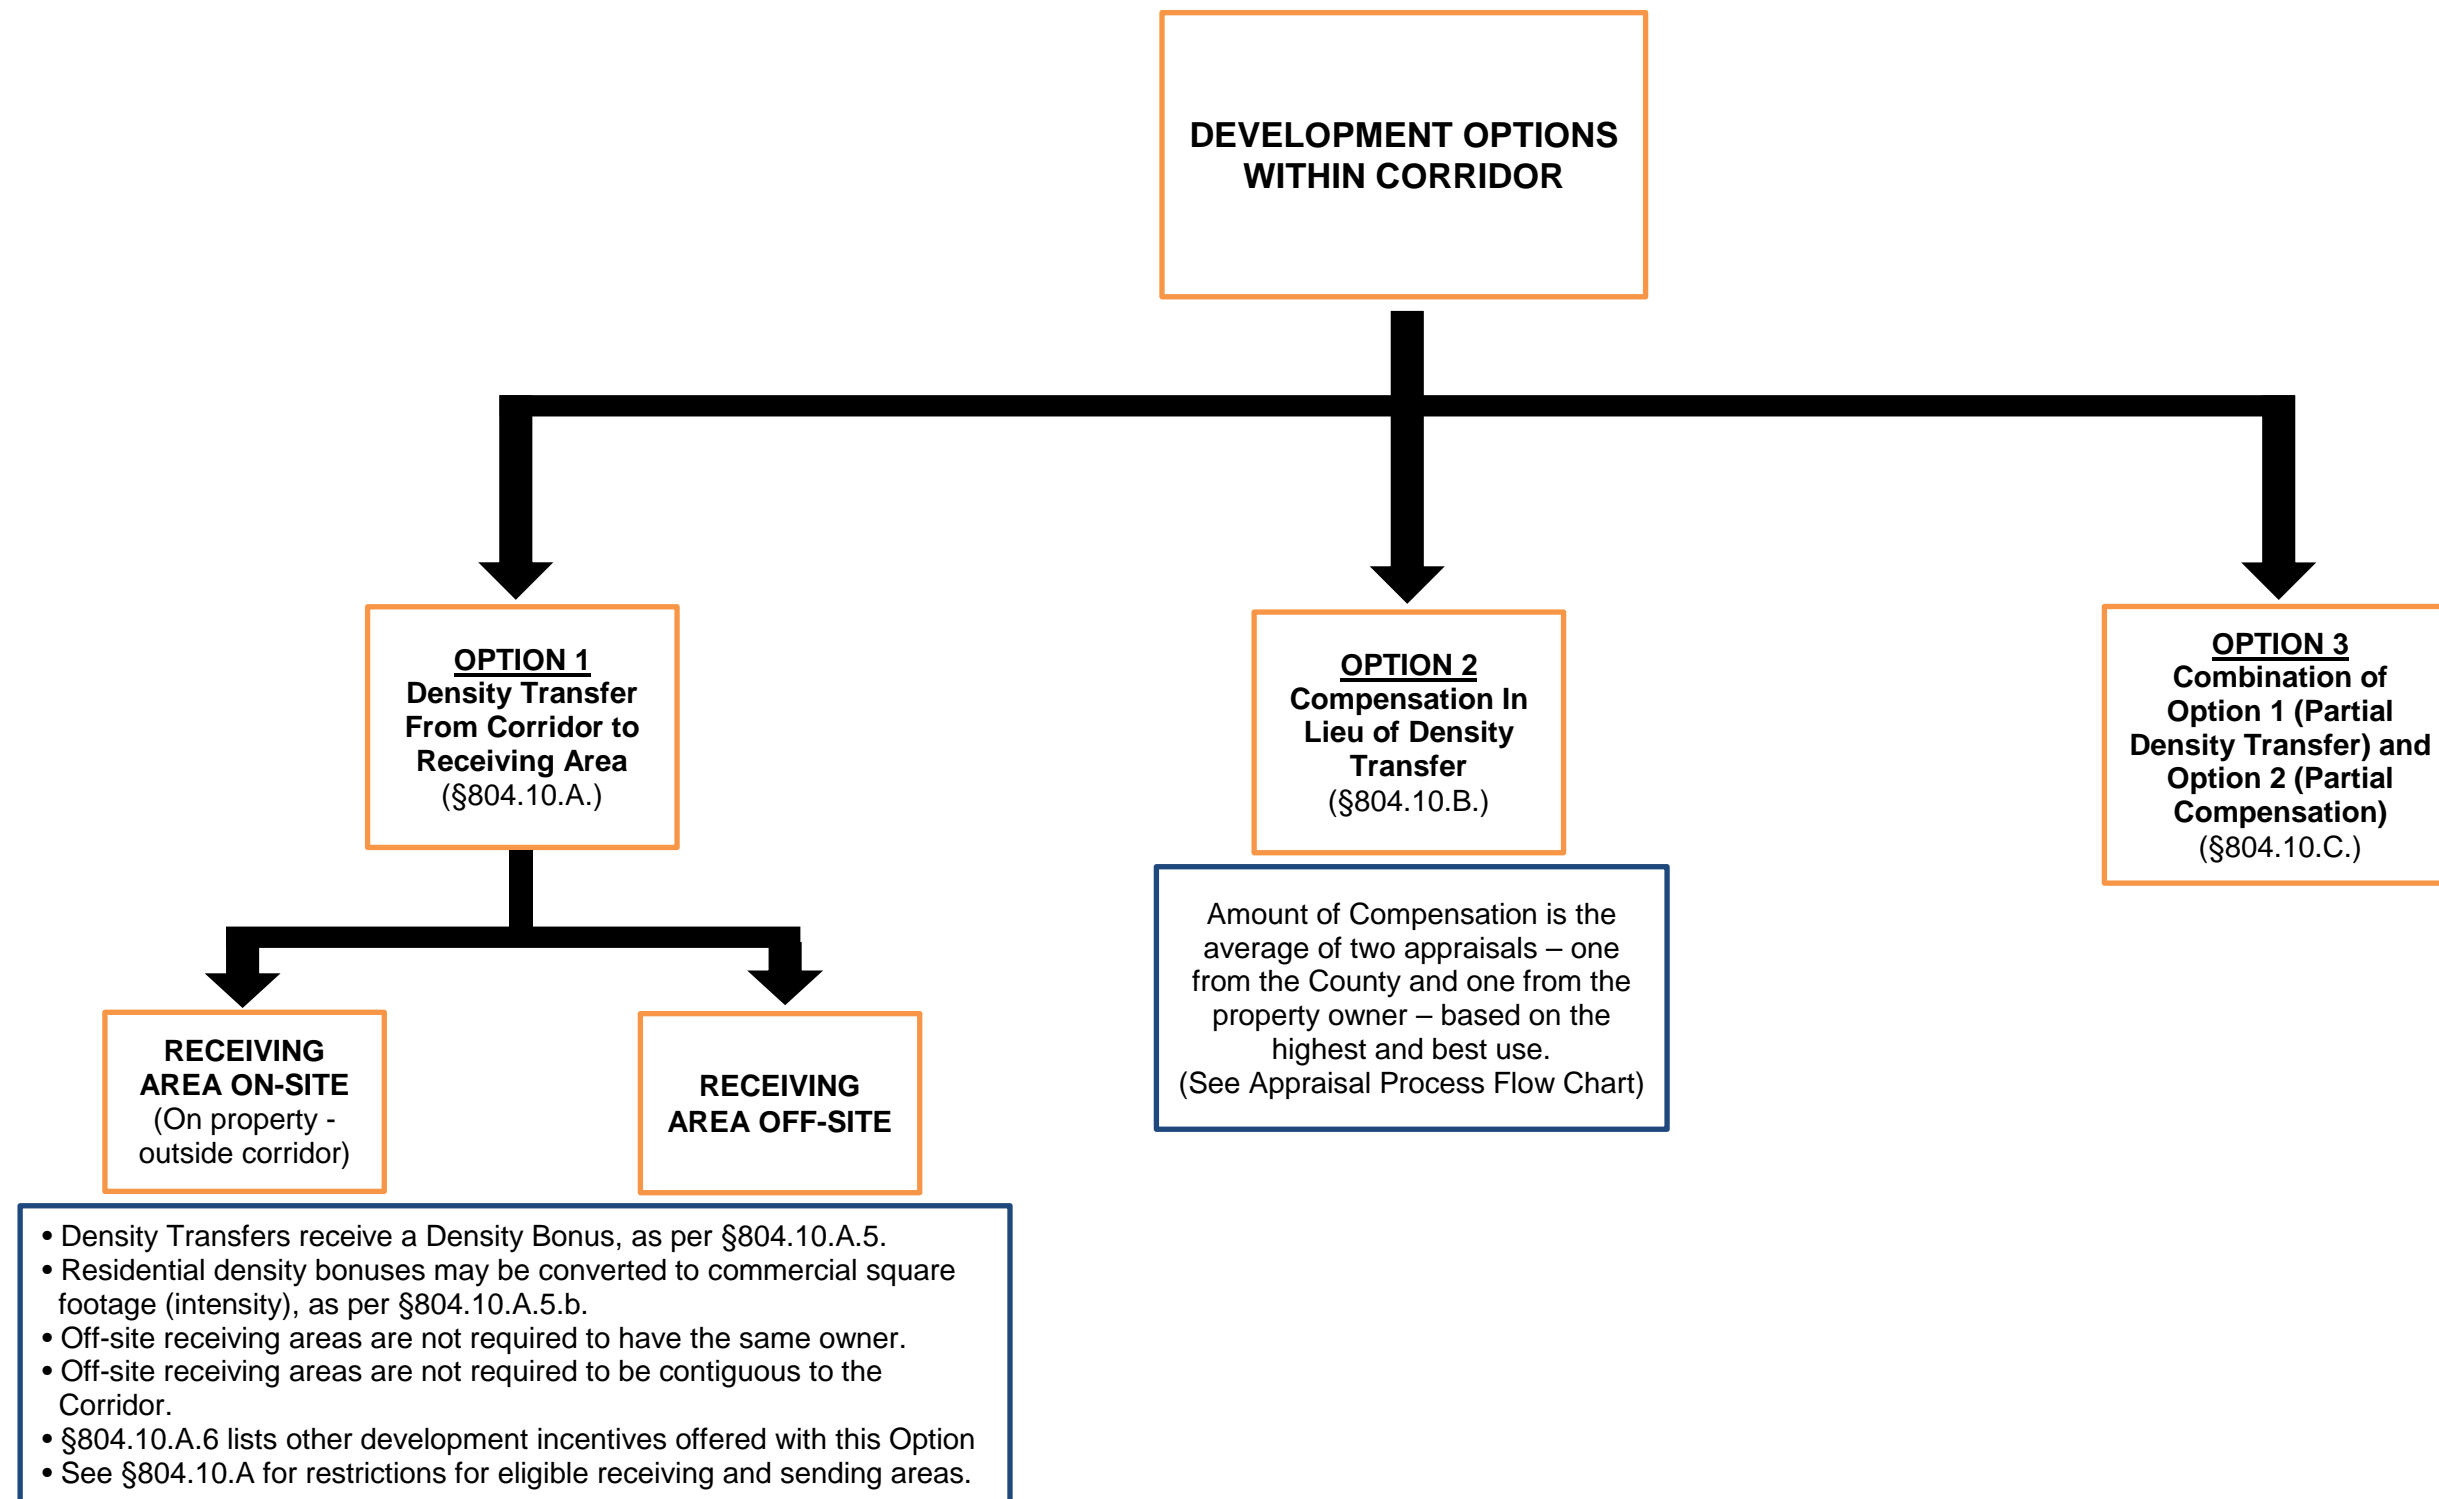 DEVELOPMENT OPTIONS
WITHIN CORRIDOR
OPTION 1
Density Transfer
From Corridor to
Receiving Area
(§804.10.A.)
RECEIVING
AREA ON-SITE
(On property -
outside corridor)
RECEIVING
AREA OFF-SITE
• Density Transfers receive a Density Bonus, as per §804.10.A.5.
• Residential density bonuses may be converted to commercial square
footage (intensity), as per §804.10.A.5.b.
• Off-site receiving areas are not required to have the same owner.
• Off-site receiving areas are not required to be contiguous to the
Corridor.
• §804.10.A.6 lists other development incentives offered with this Option
• See §804.10.A for restrictions for eligible receiving and sending areas.
OPTION 2
Compensation In
Lieu of Density
Transfer
(§804.10.B.)
Amount of Compensation is the
average of two appraisals – one
from the County and one from the
property owner – based on the
highest and best use.
(See Appraisal Process Flow Chart)
OPTION 3
Combination of
Option 1 (Partial
Density Transfer) and
Option 2 (Partial
Compensation)
(§804.10.C.)